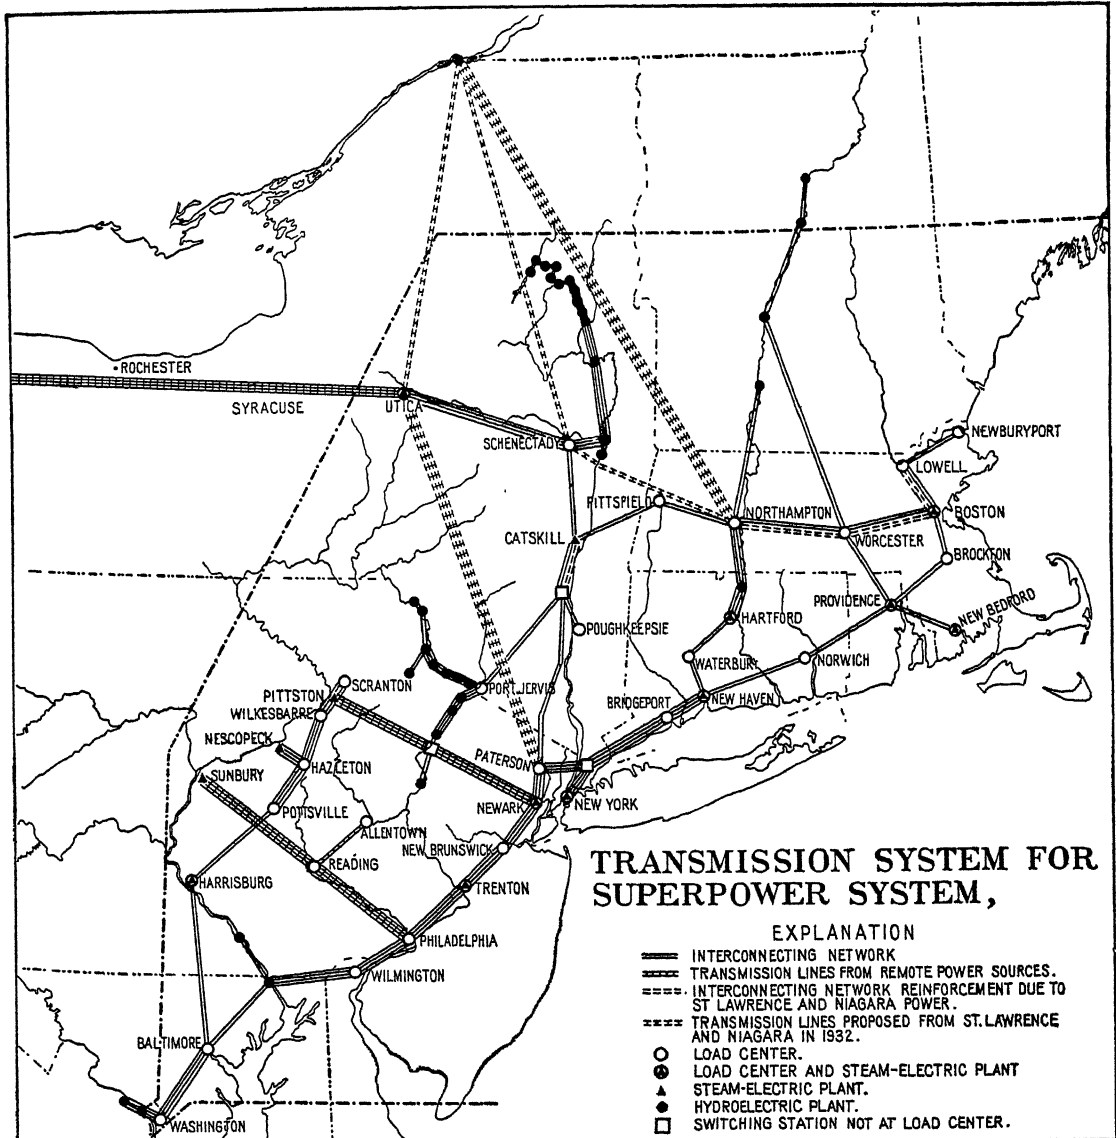 ROCHESTER
SYRACUSE
UTICA
SCHENECTADY
NEWBURYPORT
LOWELL
PITTSFIELD
NORTHAMPTON
BOSTON
CATSKILL
WORCESTER
BROCKTON
PROVIDENCE
NEW BEDFORD
HARTFORD
POUGHKEEPSIE
WATERBURY
NORWICH
SCRANTON
PORT JERVIS
PITTSTON
NEW HAVEN
BRIDGEPORT
WILKESBARRE
NESCOPECK
HAZLETON
PATERSON
SUNBURY
NEWARK
NEW YORK
POTTSVILLE
ALLENTOWN
NEW BRUNSWICK
READING
HARRISBURG
TRENTON
PHILADELPHIA
WILMINGTON
BALTIMORE
WASHINGTON
TRANSMISSION SYSTEM FOR
SUPERPOWER SYSTEM,
EXPLANATION
INTERCONNECTING NETWORK
TRANSMISSION LINES FROM REMOTE POWER SOURCES.
INTERCONNECTING NETWORK REINFORCEMENT DUE TO
ST LAWRENCE AND NIAGARA POWER.
TRANSMISSION LINES PROPOSED FROM ST. LAWRENCE
AND NIAGARA IN 1932.
LOAD CENTER.
LOAD CENTER AND STEAM-ELECTRIC PLANT
STEAM-ELECTRIC PLANT.
HYDROELECTRIC PLANT.
SWITCHING STATION NOT AT LOAD CENTER.